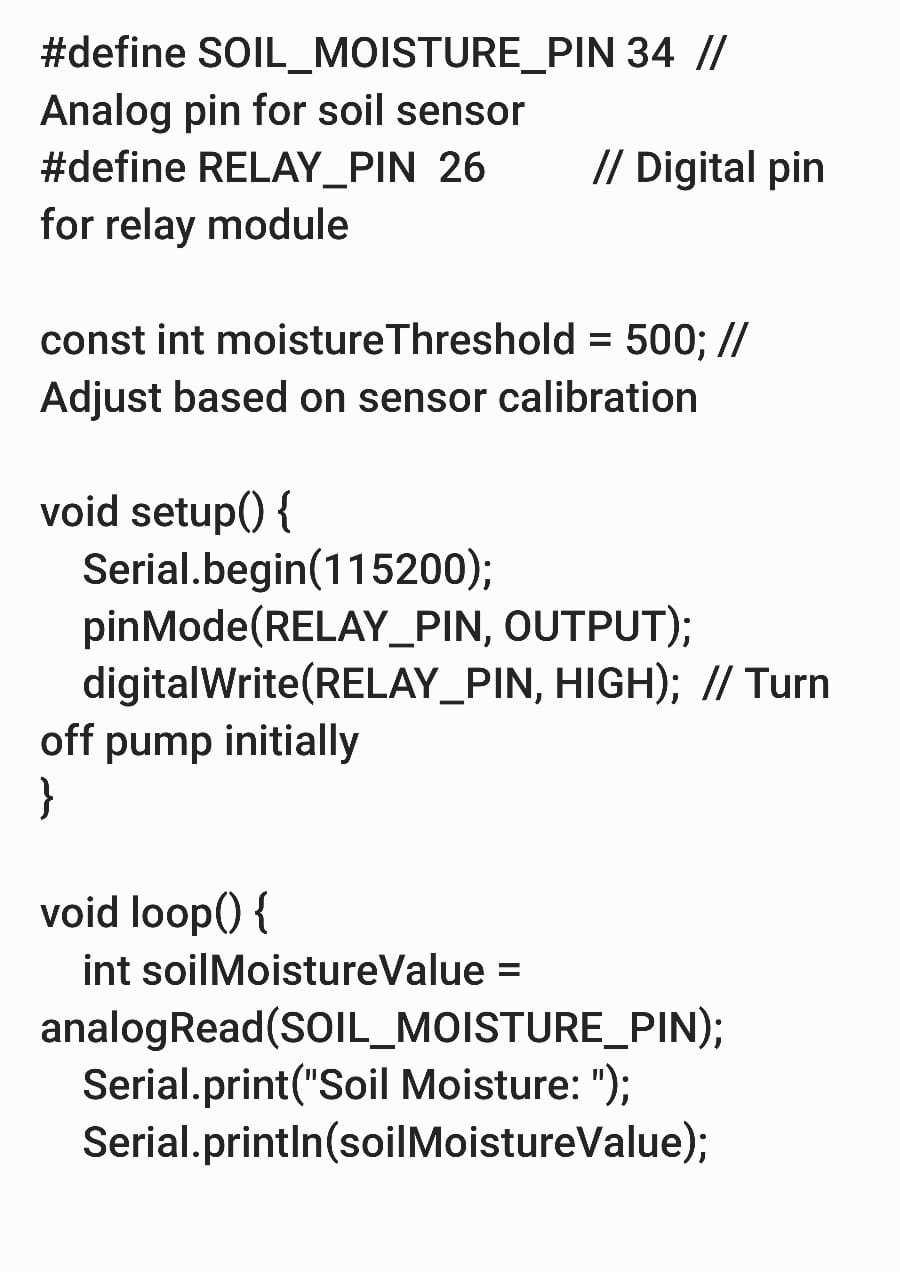 #define SOIL_MOISTURE_PIN 34  //
Analog pin for soil sensor
#define RELAY_PIN  26          // Digital pin
for relay module

const int moistureThreshold = 500; //
Adjust based on sensor calibration

void setup() {
    Serial.begin(115200);
    pinMode(RELAY_PIN, OUTPUT);
    digitalWrite(RELAY_PIN, HIGH);  // Turn
off pump initially
}

void loop() {
    int soilMoistureValue =
analogRead(SOIL_MOISTURE_PIN);
    Serial.print("Soil Moisture: ");
    Serial.println(soilMoistureValue);